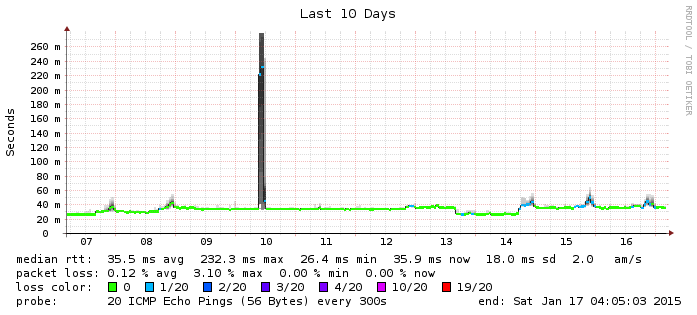 Last 10 Days
RRDTOOL / TOBI OETIKER
Seconds
260 m
240 m
220 m
200 m
180 m
160 m
140 m
120 m
100 m
80 m
60 m
40 m
20 m
0
07 08 09 10 11 12 13 14 15 16
median rtt: 35.5 ms avg 232.3 ms max 26.4 ms min 35.9 ms now 18.0 ms sd 2.0 am/s
packet loss: 0.12 % avg 3.10 % max 0.00 % min 0.00 % now
loss color: 0 1/20 2/20 3/20 4/20 10/20 19/20
probe: 20 ICMP Echo Pings (56 Bytes) every 300s end: Sat Jan 17 04:05:03 2015